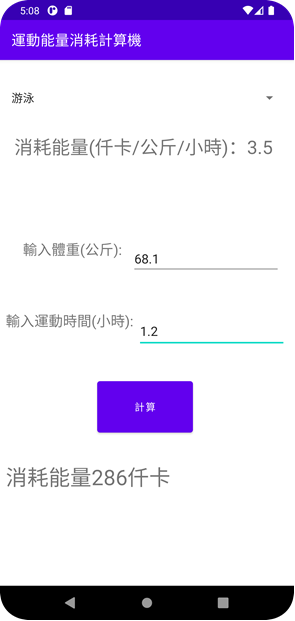 5:08
運動能量消耗計算機
游泳
消耗能量(仟卡/公斤/小時)：3.5
輸入體重(公斤):
68.1
輸入運動時間(小時):
1.2
計算
消耗能量286仟卡